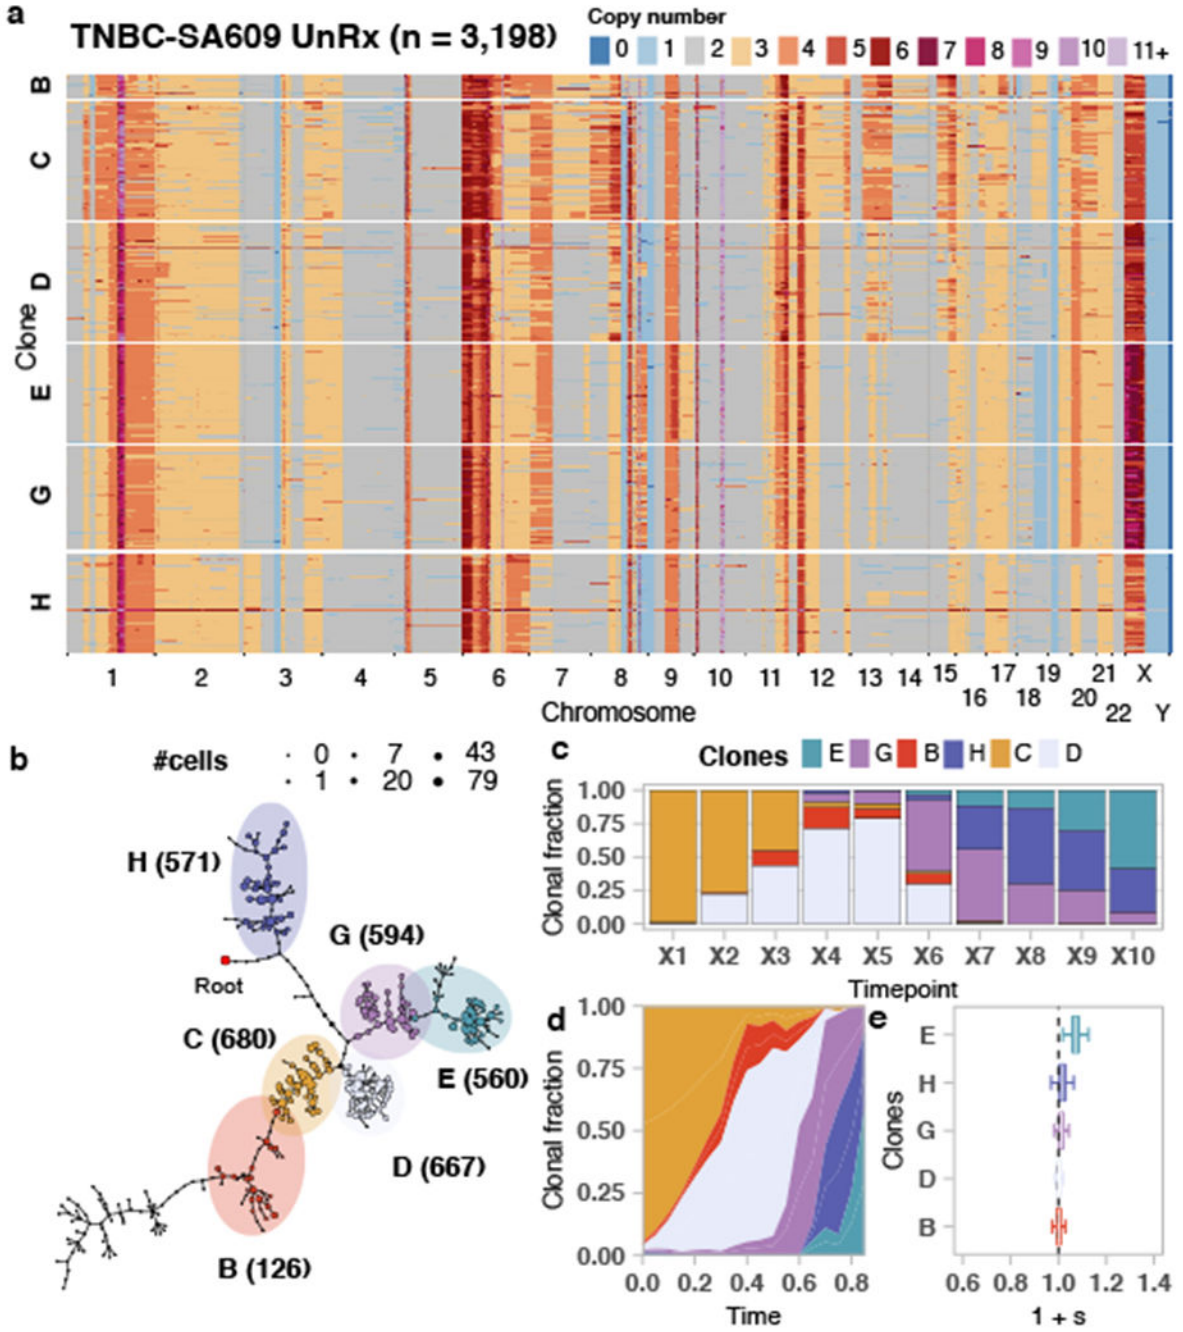 a
TNBC-SA609 UnRx (n = 3,198)
Copy number
0 1 2 3 4 5 6 7 8 9 10 11+
Clone
B
C
D
E
G
H
1 2 3 4 5 6 7 8 9 10 11 12 13 14 15 16 17 18 19 20 21 22 X Y
Chromosome
b
#cells
0 7 43
1 20 79
H (571)
G (594)
Root
C (680)
E (560)
D (667)
B (126)
c
Clones E G B H C D
Clonal fraction
1.00
0.75
0.50
0.25
0.00
X1 X2 X3 X4 X5 X6 X7 X8 X9 X10
Timepoint
d
Clonal fraction
1.00
0.75
0.50
0.25
0.00
0.0 0.2 0.4 0.6 0.8
Time
e
Clones
E
H
G
D
B
0.6 0.8 1.0 1.2 1.4
1 + s